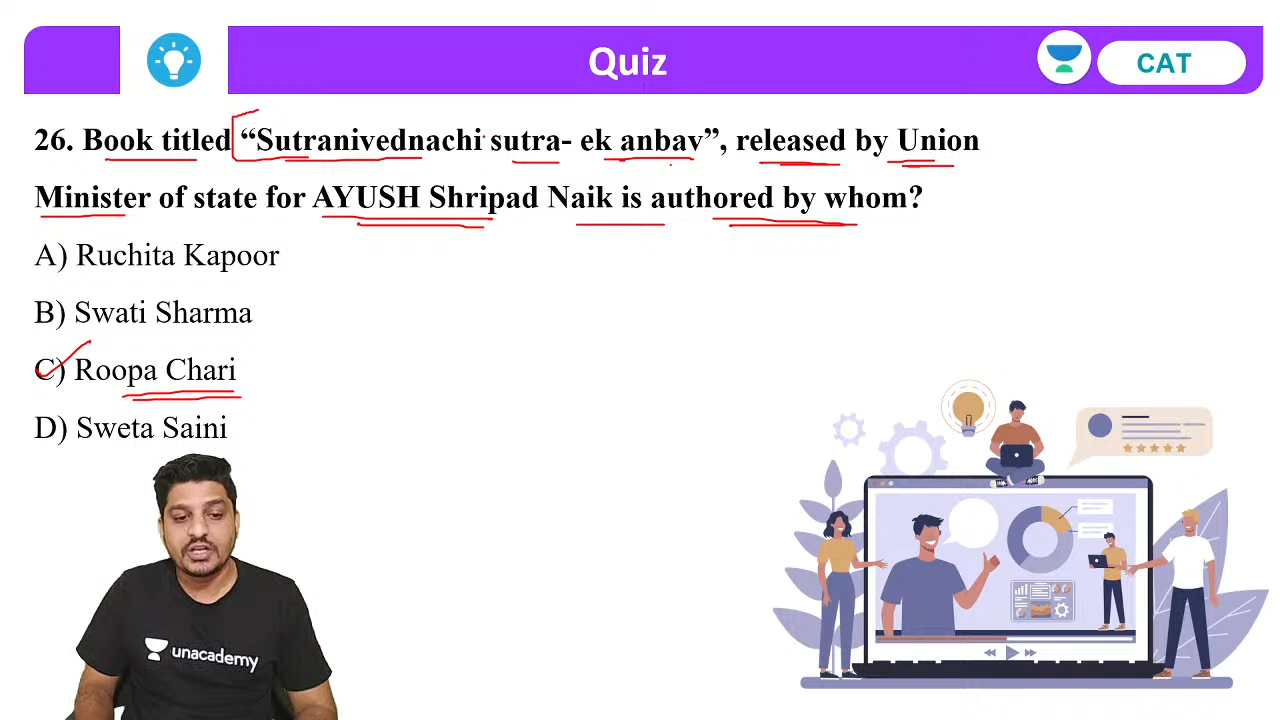 Quiz
CAT
26. Book titled “Sutranivednachi sutra- ek anbav”, released by Union
Minister of state for AYUSH Shripad Naik is authored by whom?
A) Ruchita Kapoor
B) Swati Sharma
C) Roopa Chari
D) Sweta Saini
unacademy